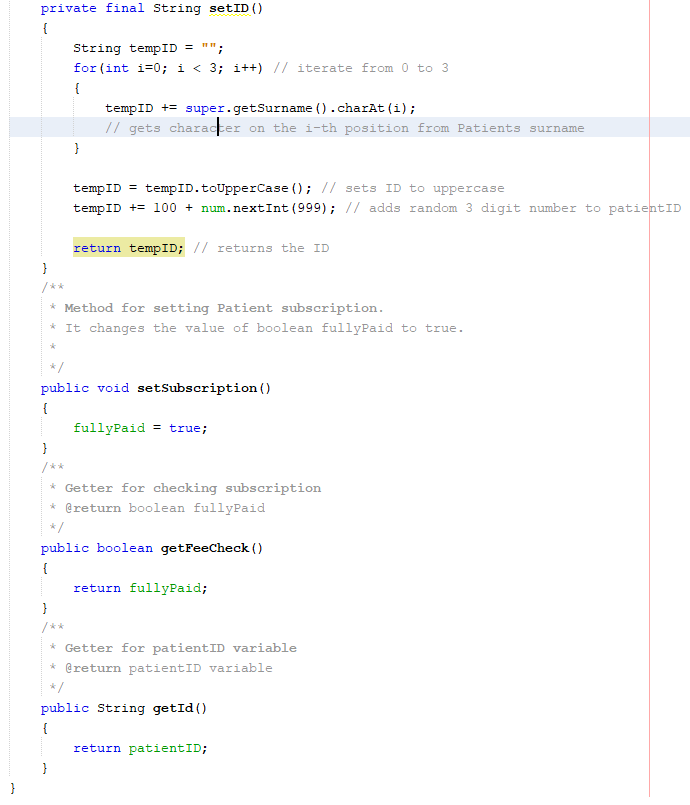 private final String setID()
{
String tempID = "";
for(int i=0; i < 3; i++) // iterate from 0 to 3
{
tempID += super.getSurname().charAt(i);
// gets character on the i-th position from Patients surname
}
tempID = tempID.toUpperCase(); // sets ID to uppercase
tempID += 100 + num.nextInt(999); // adds random 3 digit number to patientID
return tempID; // returns the ID
}
/**
* Method for setting Patient subscription.
* It changes the value of boolean fullyPaid to true.
*
*/
public void setSubscription()
{
fullyPaid = true;
}
/**
* Getter for checking subscription
* @return boolean fullyPaid
*/
public boolean getFeeCheck()
{
return fullyPaid;
}
/**
* Getter for patientID variable
* @return patientID variable
*/
public String getId()
{
return patientID;
}
}